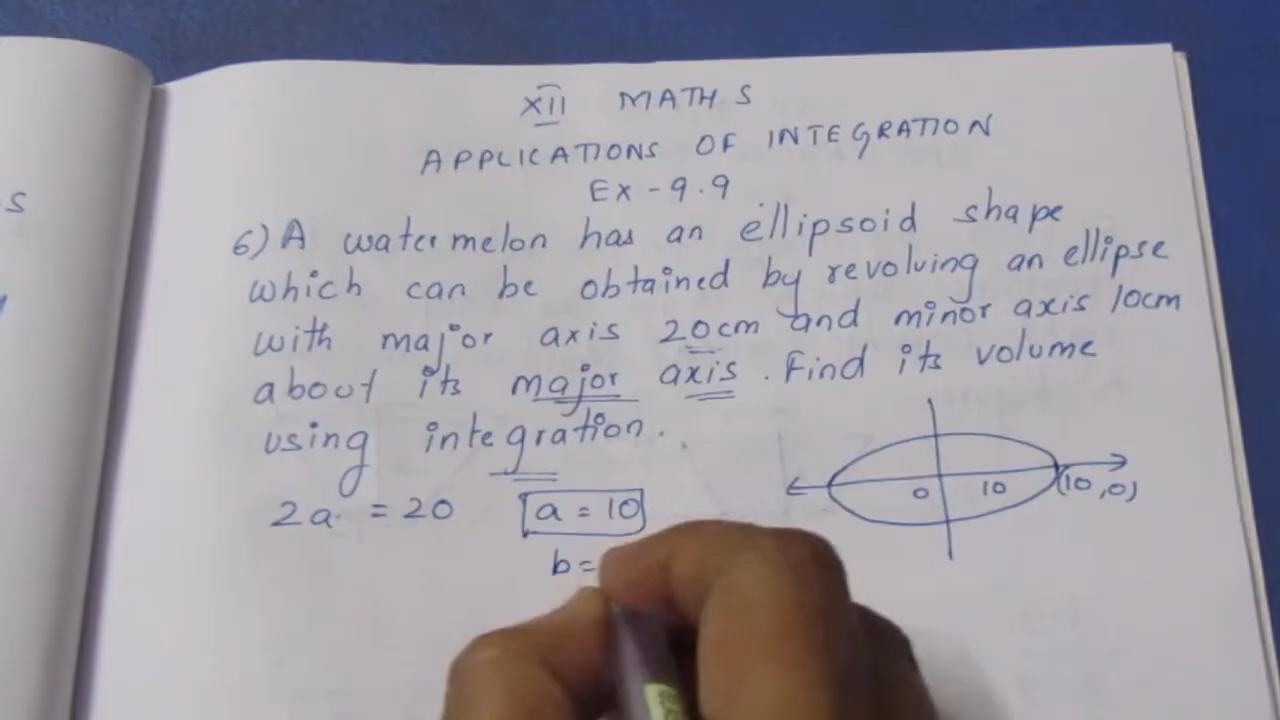 XII MATHS
APPLICATIONS OF INTEGRATION
Ex - 9.9
6) A watermelon has an ellipsoid shape
which can be obtained by revolving an ellipse
with major axis 20cm and minor axis 10cm
about its major axis. Find its volume
using integration.
2a = 20 a = 10
b =
0 10 (10,0)
S